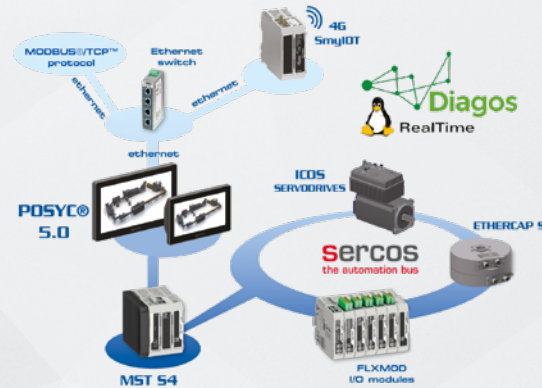 4G
SmyIOT
Ethernet
switch
MODBUS®/TCP™
protocol
ethernet
ethernet
ethernet
Diagos
RealTime
ICOS
SERVODRIVES
POSYC®
5.0
ETHERCAP S
sercos
the automation bus
MST S4
FLXMOD
I/O modules